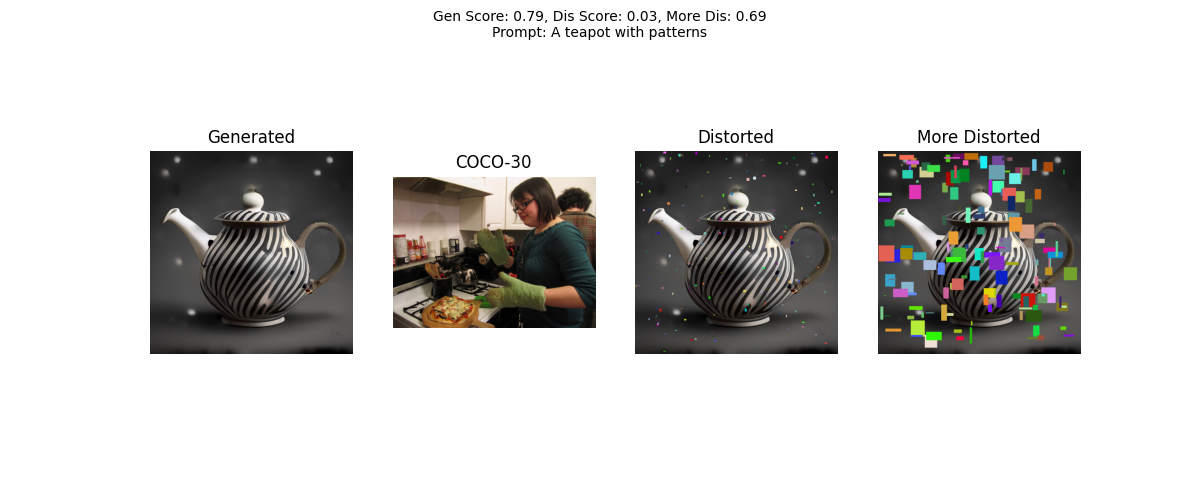 Gen Score: 0.79, Dis Score: 0.03, More Dis: 0.69
Prompt: A teapot with patterns
Generated
COCO-30
Distorted
More Distorted